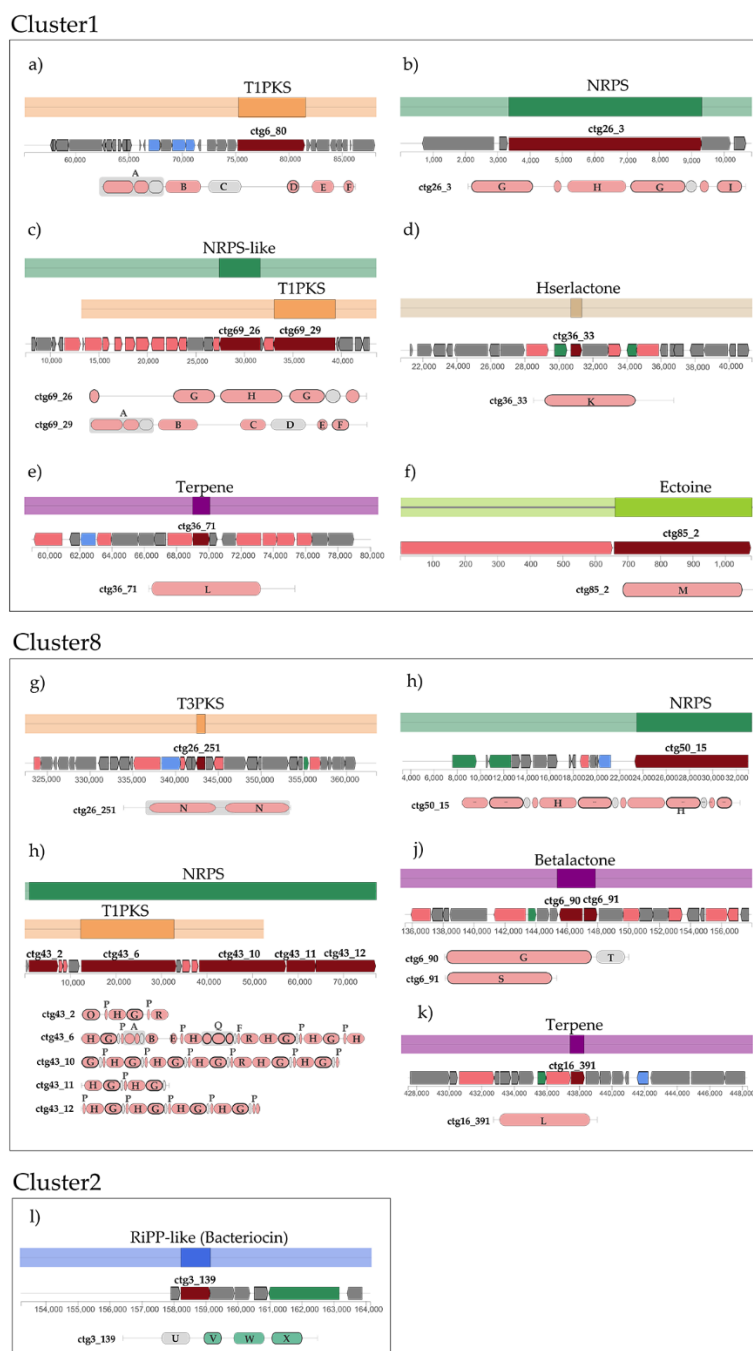 Cluster1
a)
T1PKS
ctg6_80
60,000 65,000 70,000 75,000 80,000 85,000
A
B C D E F
b)
NRPS
ctg26_3
1,000 2,000 3,000 4,000 5,000 6,000 7,000 8,000 9,000 10,000
ctg26_3 G H G I
c)
NRPS-like
T1PKS
ctg69_26 ctg69_29
10,000 15,000 20,000 25,000 30,000 35,000 40,000
ctg69_26 G H G
A
ctg69_29 B C D E F
d)
Hserlactone
ctg36_33
22,000 24,000 26,000 28,000 30,000 32,000 34,000 36,000 38,000 40,000
ctg36_33 K
e)
Terpene
ctg36_71
60,000 62,000 64,000 66,000 68,000 70,000 72,000 74,000 76,000 78,000 80,000
ctg36_71 L
f)
Ectoine
ctg85_2
100 200 300 400 500 600 700 800 900 1,000
ctg85_2 M
Cluster8
g)
T3PKS
ctg26_251
325,000 330,000 335,000 340,000 345,000 350,000 355,000 360,000
ctg26_251 N N
h)
NRPS
ctg50_15
4,000 6,000 8,000 10,000 12,000 14,000 16,000 18,000 20,000 22,000 24,000 26,000 28,000 30,000 32,000
ctg50_15 H
H
h)
NRPS
T1PKS
ctg43_2 ctg43_6 ctg43_10 ctg43_11 ctg43_12
10,000 20,000 30,000 40,000 50,000 60,000 70,000
P P
ctg43_2 O H G R
P A P Q F P P
ctg43_6 H G B E H R H G H G H
P P P P P
ctg43_10 G H G H G H G R H G H G
P
ctg43_11 H G H G
P P P P P
ctg43_12 H G H G H G H G
j)
Betalactone
ctg6_90 ctg6_91
136,000 138,000 140,000 142,000 144,000 146,000 148,000 150,000 152,000 154,000 156,000
ctg6_90 G T
ctg6_91 S
k)
Terpene
ctg16_391
428,000 430,000 432,000 434,000 436,000 438,000 440,000 442,000 444,000 446,000 448,000
ctg16_391 L
Cluster2
l)
RiPP-like (Bacteriocin)
ctg3_139
154,000 155,000 156,000 157,000 158,000 159,000 160,000 161,000 162,000 163,000 164,000
ctg3_139 U V W X